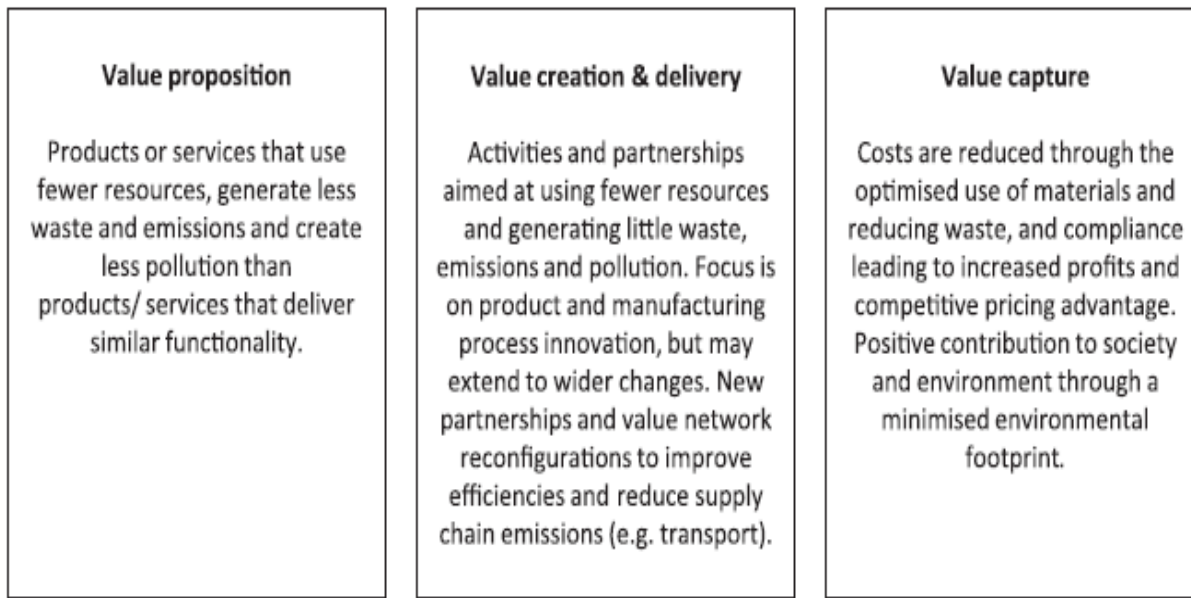 Value proposition
Products or services that use
fewer resources, generate less
waste and emissions and create
less pollution than
products/ services that deliver
similar functionality.
Value creation & delivery
Activities and partnerships
aimed at using fewer resources
and generating little waste,
emissions and pollution. Focus is
on product and manufacturing
process innovation, but may
extend to wider changes. New
partnerships and value network
reconfigurations to improve
efficiencies and reduce supply
chain emissions (e.g. transport).
Value capture
Costs are reduced through the
optimised use of materials and
reducing waste, and compliance
leading to increased profits and
competitive pricing advantage.
Positive contribution to society
and environment through a
minimised environmental
footprint.